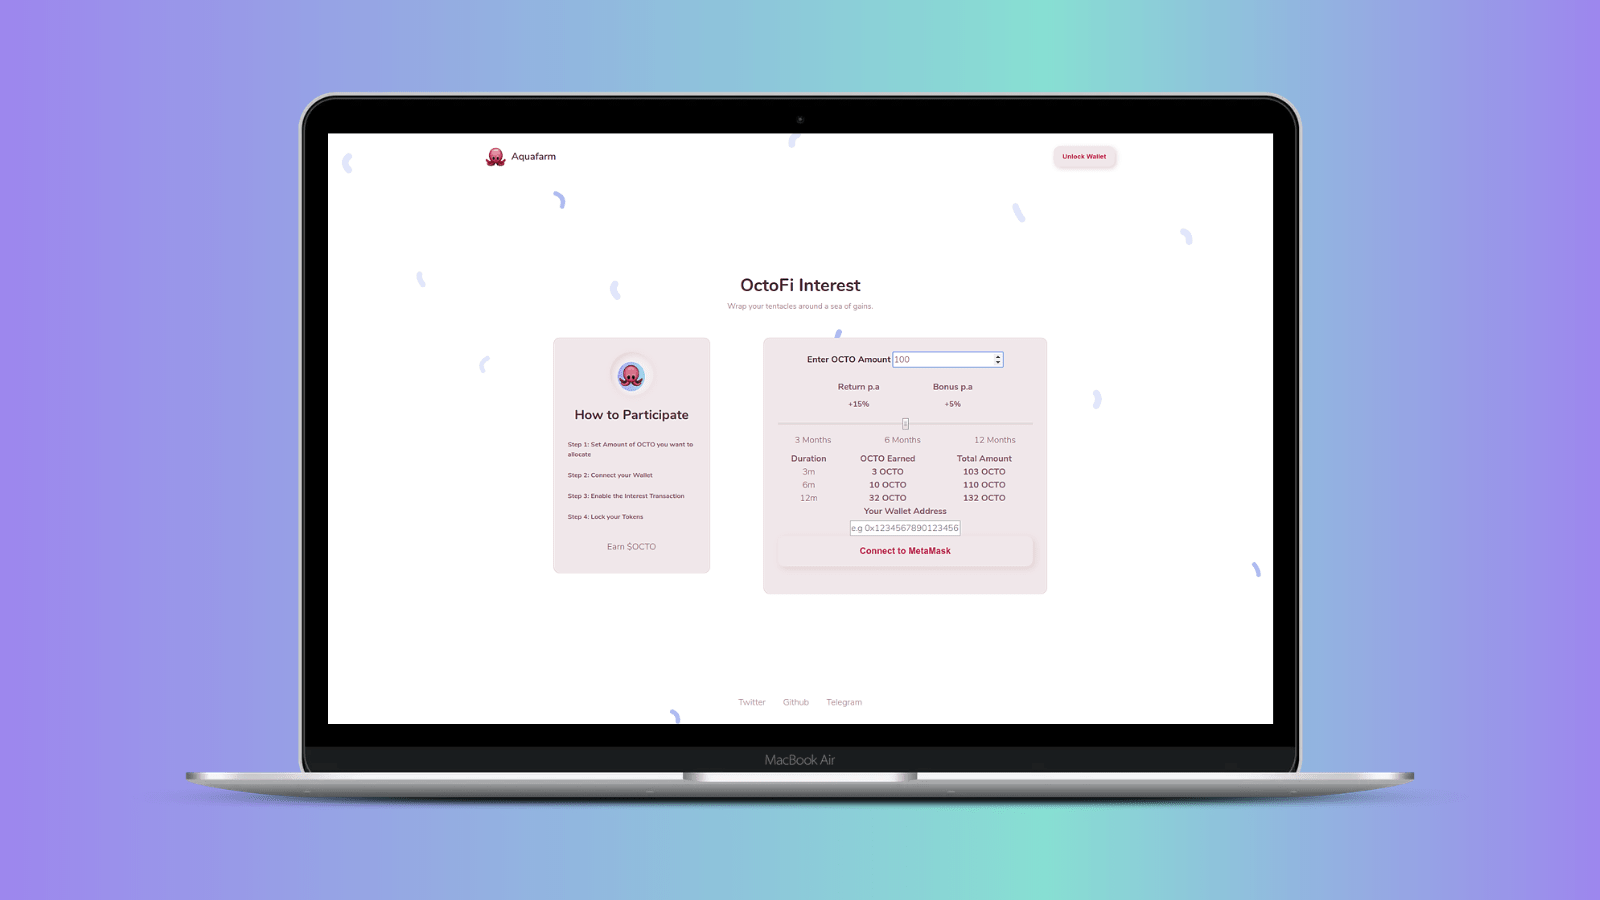 Aquafarm
Unlock Wallet
OctoFi Interest
Wrap your tentacles around a sea of gains.
How to Participate
Step 1: Set Amount of OCTO you want to
allocate
Step 2: Connect your Wallet
Step 3: Enable the Interest Transaction
Step 4: Lock your Tokens
Earn $OCTO
Enter OCTO Amount 100
Return p.a Bonus p.a
+15% +5%
3 Months 6 Months 12 Months
Duration OCTO Earned Total Amount
3m 3 OCTO 103 OCTO
6m 10 OCTO 110 OCTO
12m 32 OCTO 132 OCTO
Your Wallet Address
e.g 0x1234567890123456
Connect to MetaMask
Twitter Github Telegram
MacBook Air